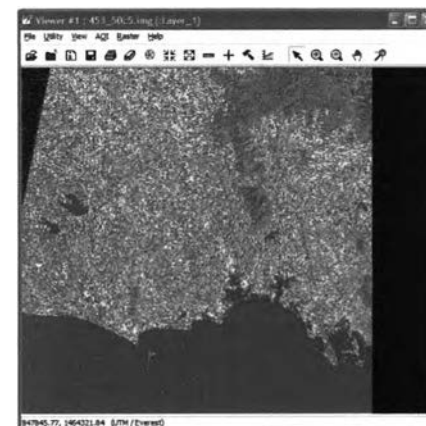 Viewer #1 : 453_50c5.img (:Layer_1)
File Utility View AOI Raster Help
847845.77, 1464321.84 (UTM / Everest)